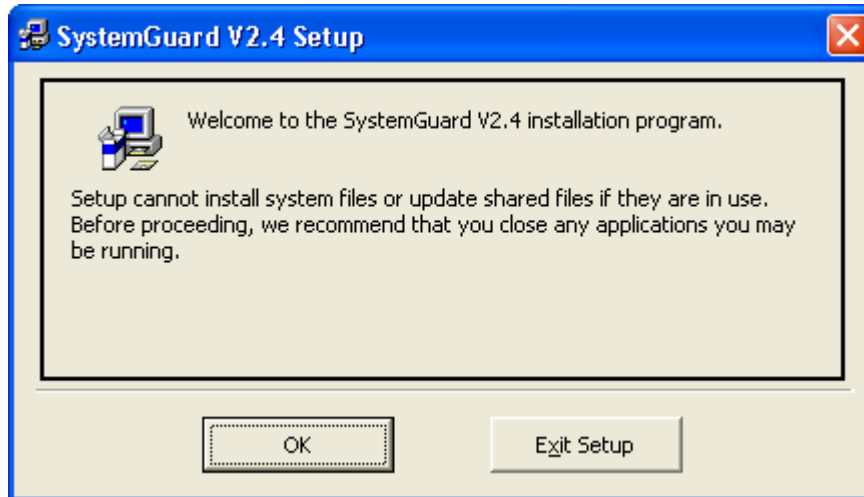 SystemGuard V2.4 Setup
Welcome to the SystemGuard V2.4 installation program.
Setup cannot install system files or update shared files if they are in use.
Before proceeding, we recommend that you close any applications you may
be running.
OK
Exit Setup